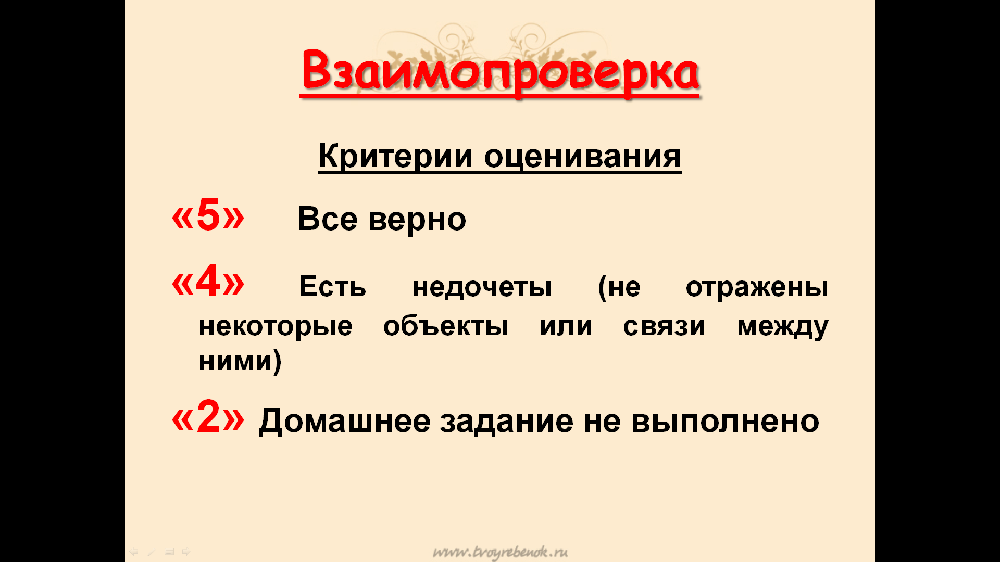 Взаимопроверка
Критерии оценивания
«5» Все верно
«4» Есть недочеты (не отражены
некоторые объекты или связи между
ними)
«2» Домашнее задание не выполнено
www.tvoyrebenok.ru